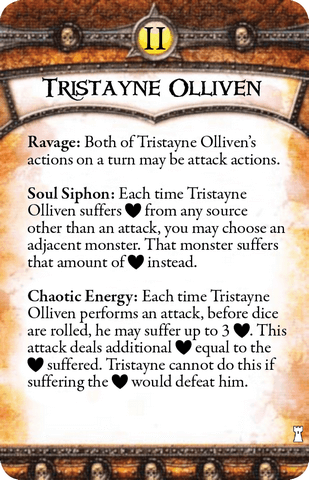 II
Tristayne Olliven
Ravage: Both of Tristayne Olliven's
actions on a turn may be attack actions.
Soul Siphon: Each time Tristayne
Olliven suffers ♥ from any source
other than an attack, you may choose an
adjacent monster. That monster suffers
that amount of ♥ instead.
Chaotic Energy: Each time Tristayne
Olliven performs an attack, before dice
are rolled, he may suffer up to 3 ♥. This
attack deals additional ♥ equal to the
♥ suffered. Tristayne cannot do this if
suffering the ♥ would defeat him.